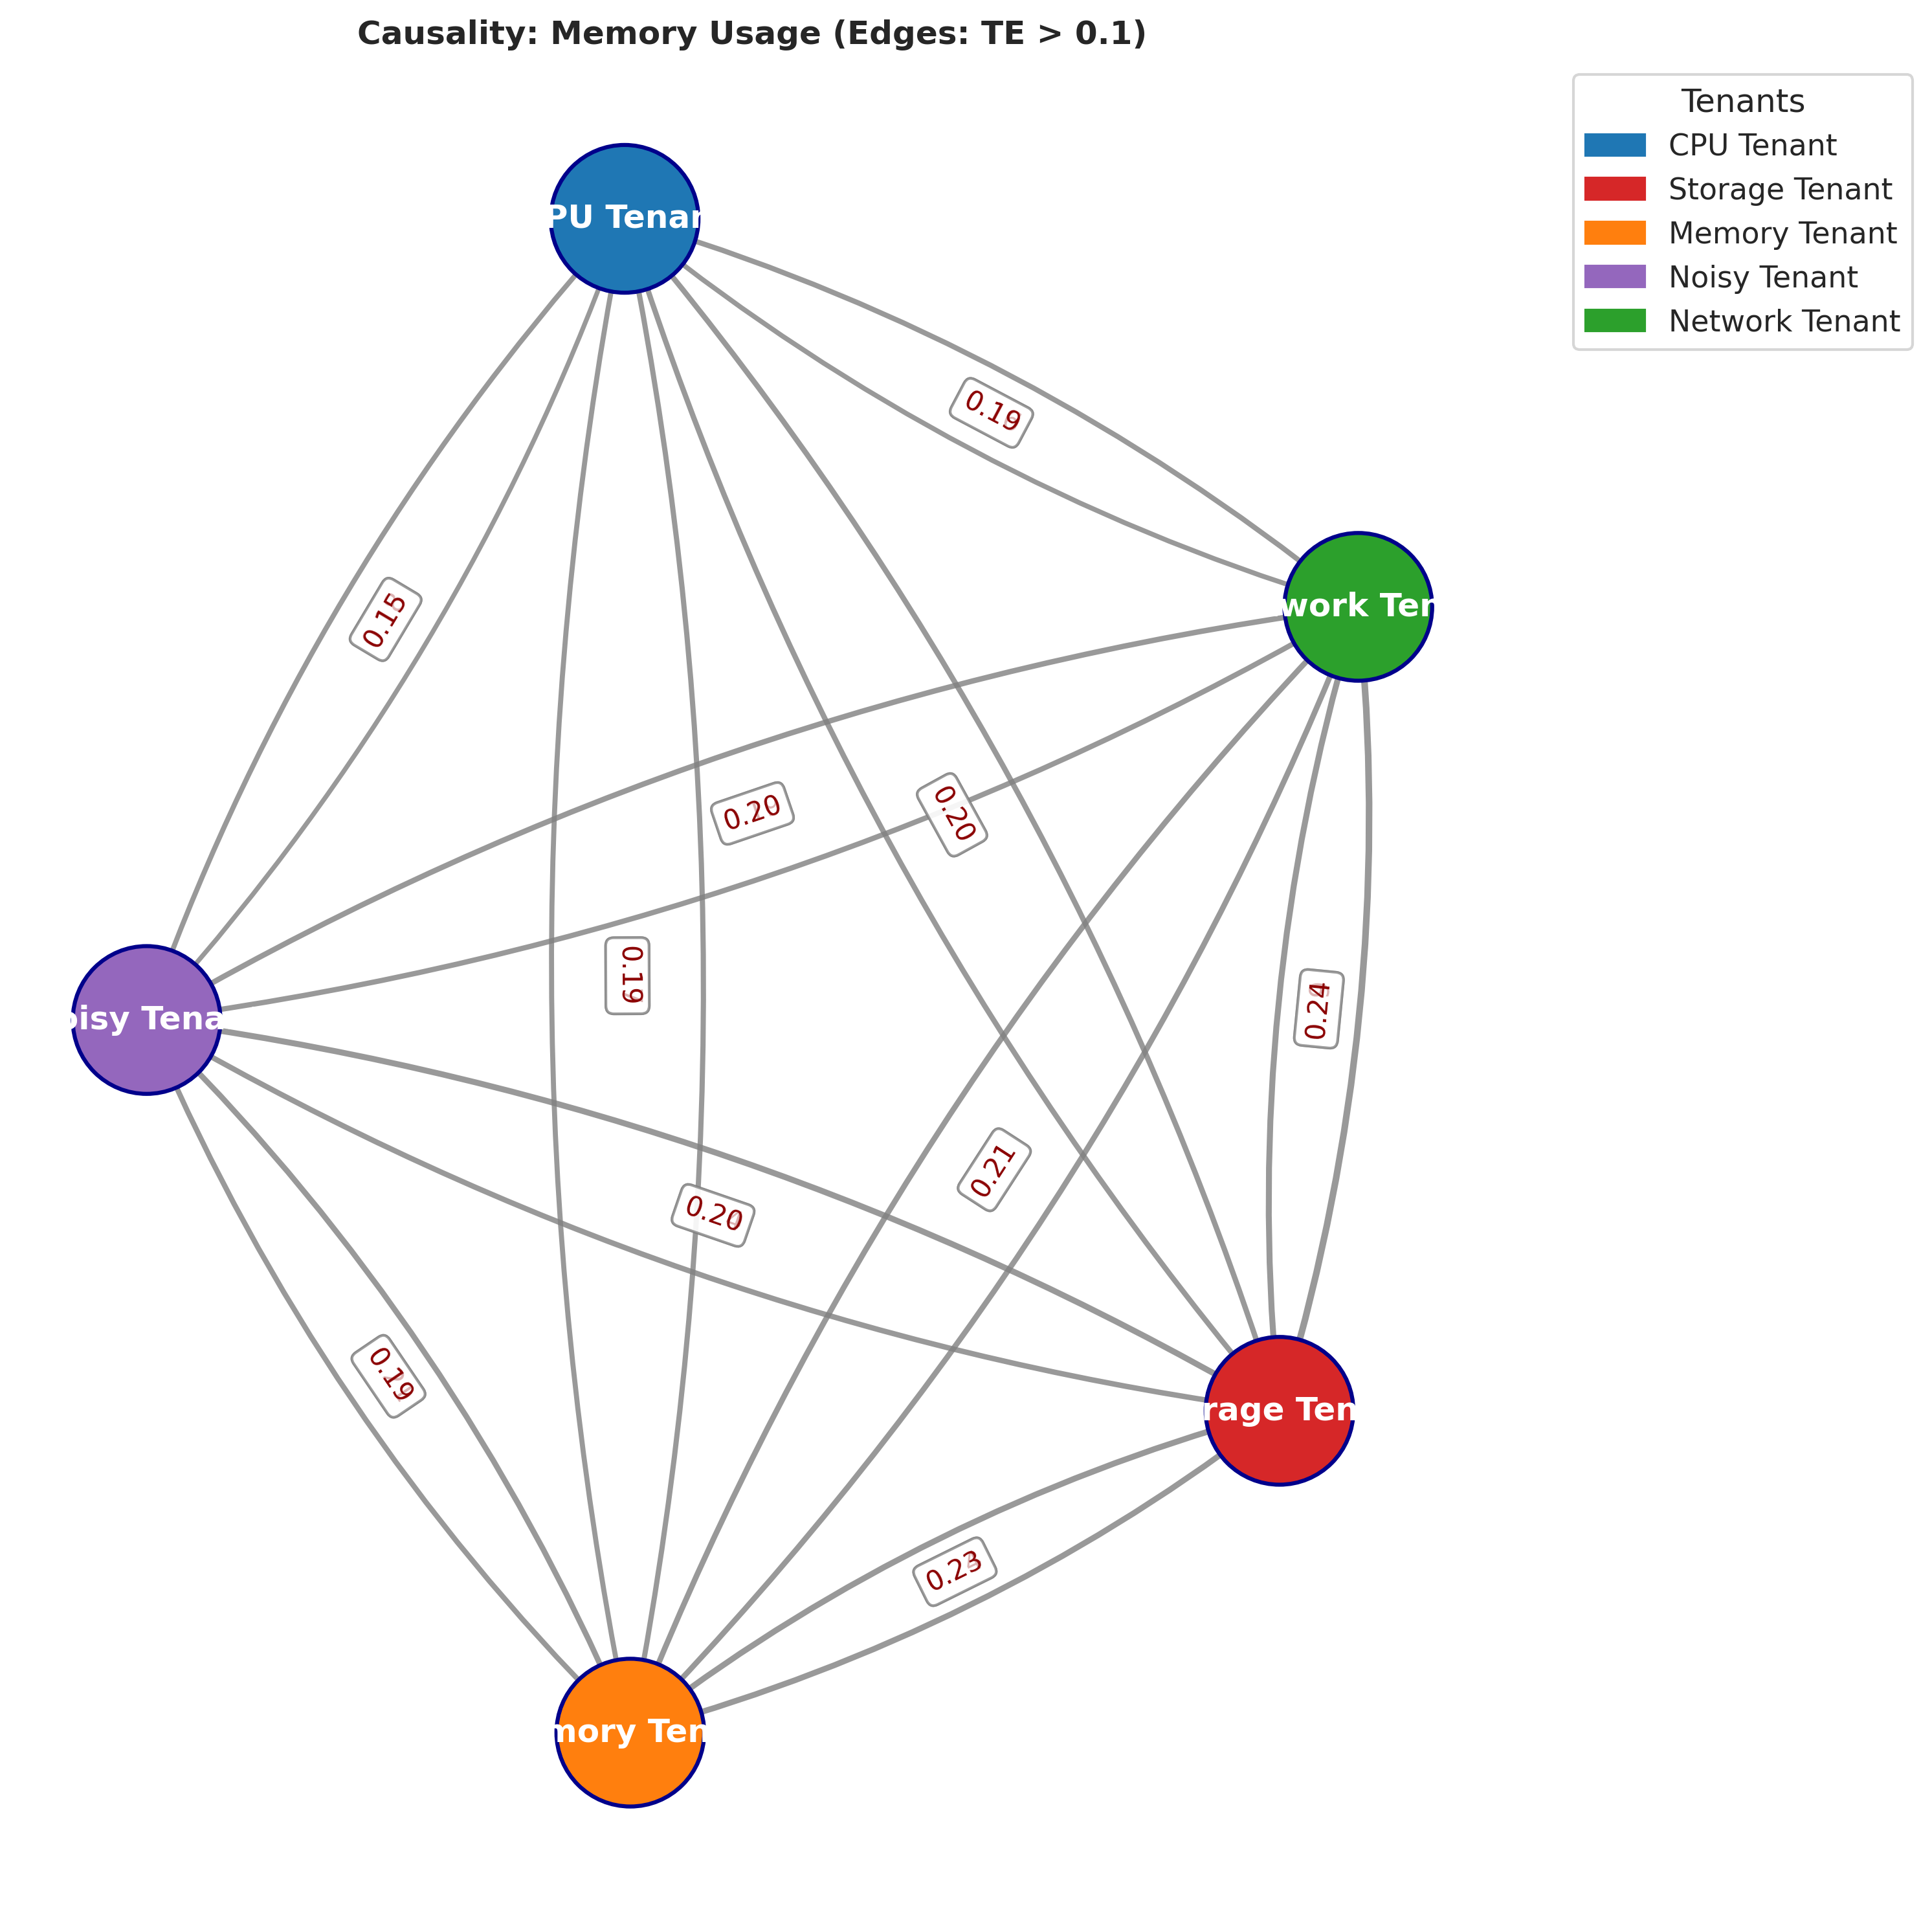 Causality: Memory Usage (Edges: TE > 0.1)
Tenants
CPU Tenant
Storage Tenant
Memory Tenant
Noisy Tenant
Network Tenant
PU Tenan
0.19
work Ten
0.15
0.20
0.20
0.19
0.24
oisy Tena
0.21
0.20
0.19
rage Ten
0.23
mory Ten